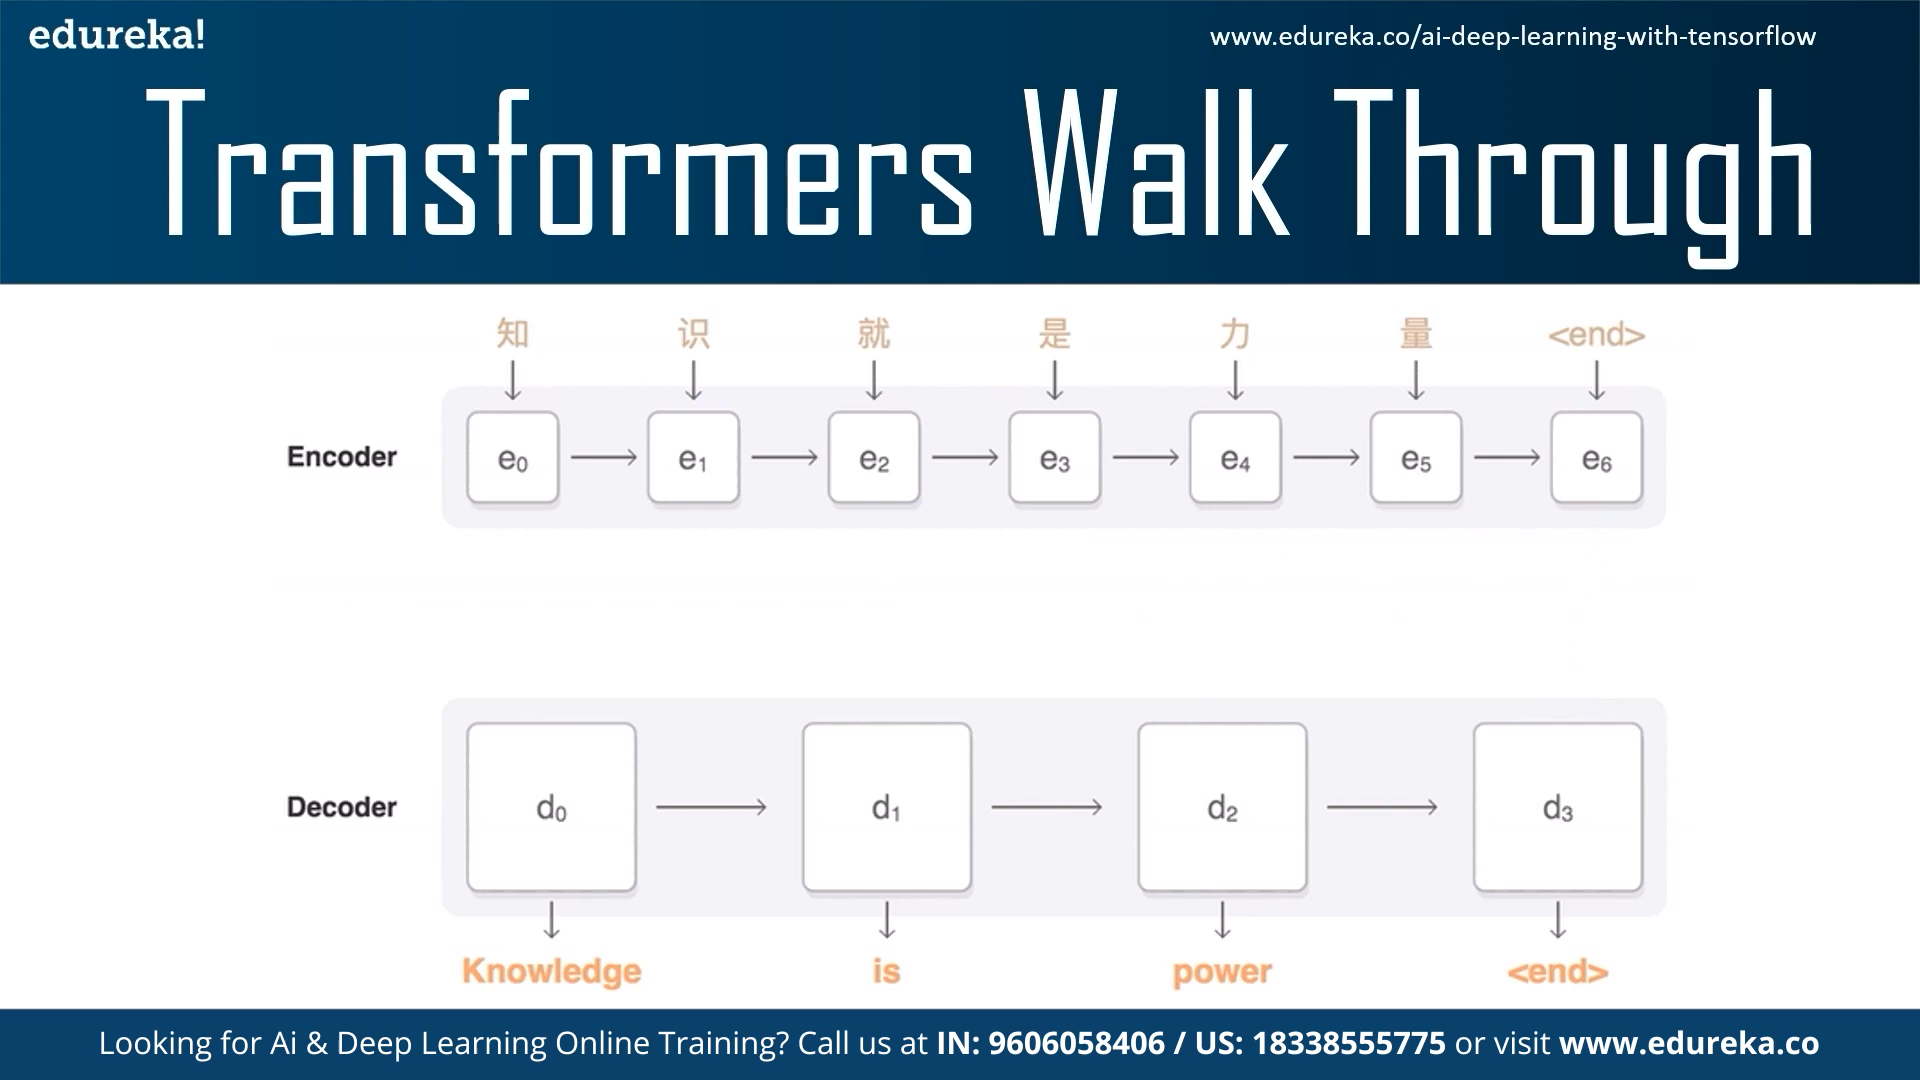 edureka!
www.edureka.co/ai-deep-learning-with-tensorflow
Transformers Walk Through
知 识 就 是 力 量 <end>
Encoder e₀ e₁ e₂ e₃ e₄ e₅ e₆
Decoder d₀ d₁ d₂ d₃
Knowledge is power <end>
Looking for Ai & Deep Learning Online Training? Call us at IN: 9606058406 / US: 18338555775 or visit www.edureka.co